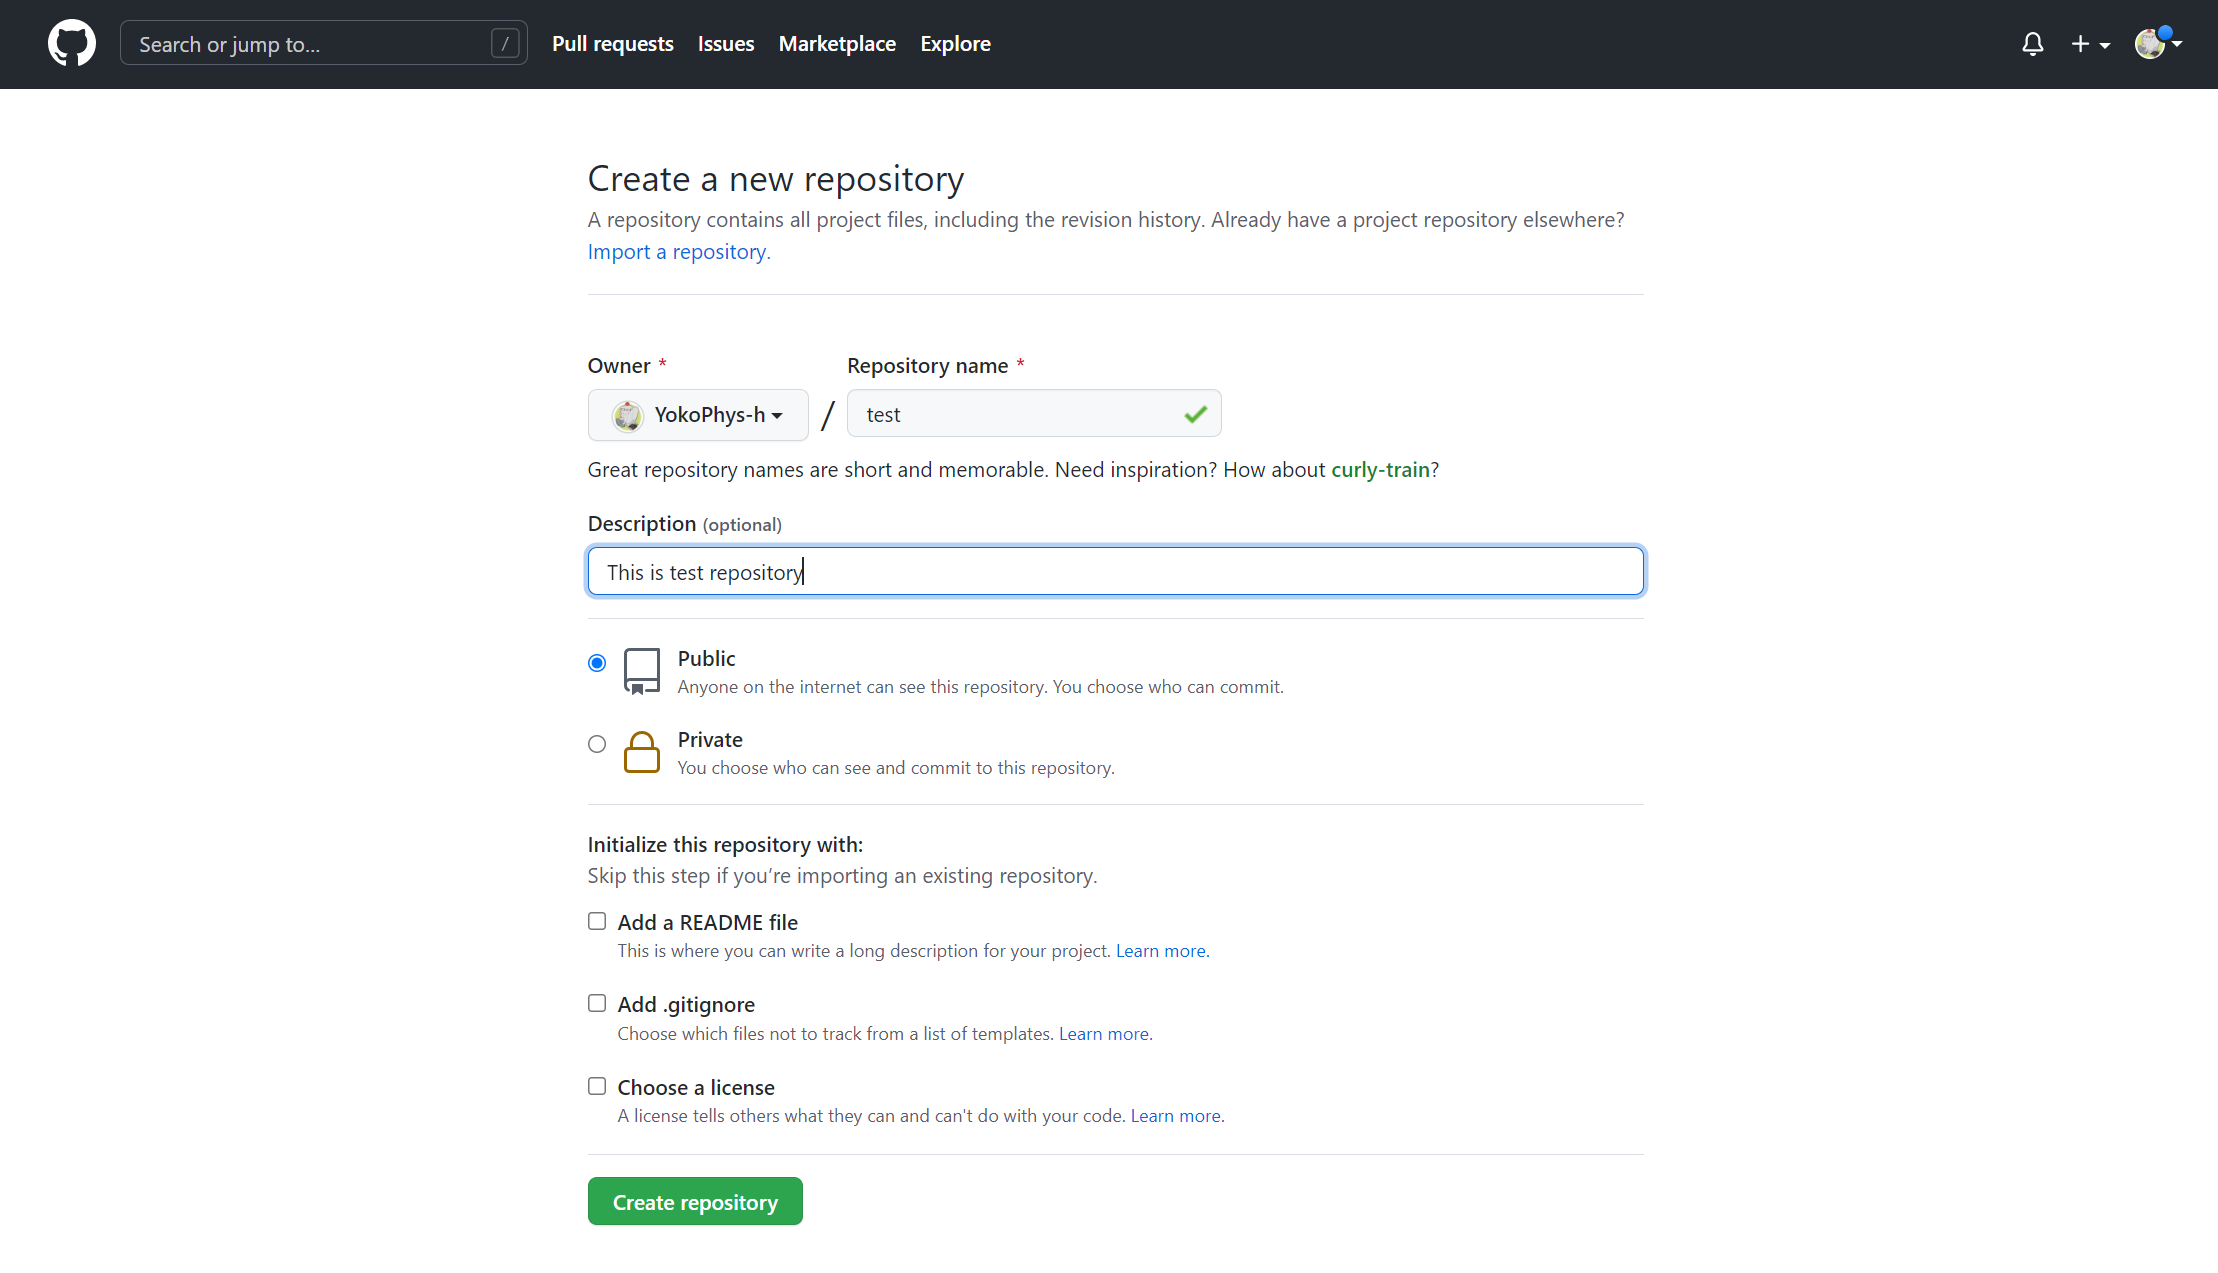 Search or jump to... /
Pull requests Issues Marketplace Explore
Create a new repository
A repository contains all project files, including the revision history. Already have a project repository elsewhere?
Import a repository.
Owner * Repository name *
YokoPhys-h / test
Great repository names are short and memorable. Need inspiration? How about curly-train?
Description (optional)
This is test repository
Public
Anyone on the internet can see this repository. You choose who can commit.
Private
You choose who can see and commit to this repository.
Initialize this repository with:
Skip this step if you’re importing an existing repository.
Add a README file
This is where you can write a long description for your project. Learn more.
Add .gitignore
Choose which files not to track from a list of templates. Learn more.
Choose a license
A license tells others what they can and can't do with your code. Learn more.
Create repository